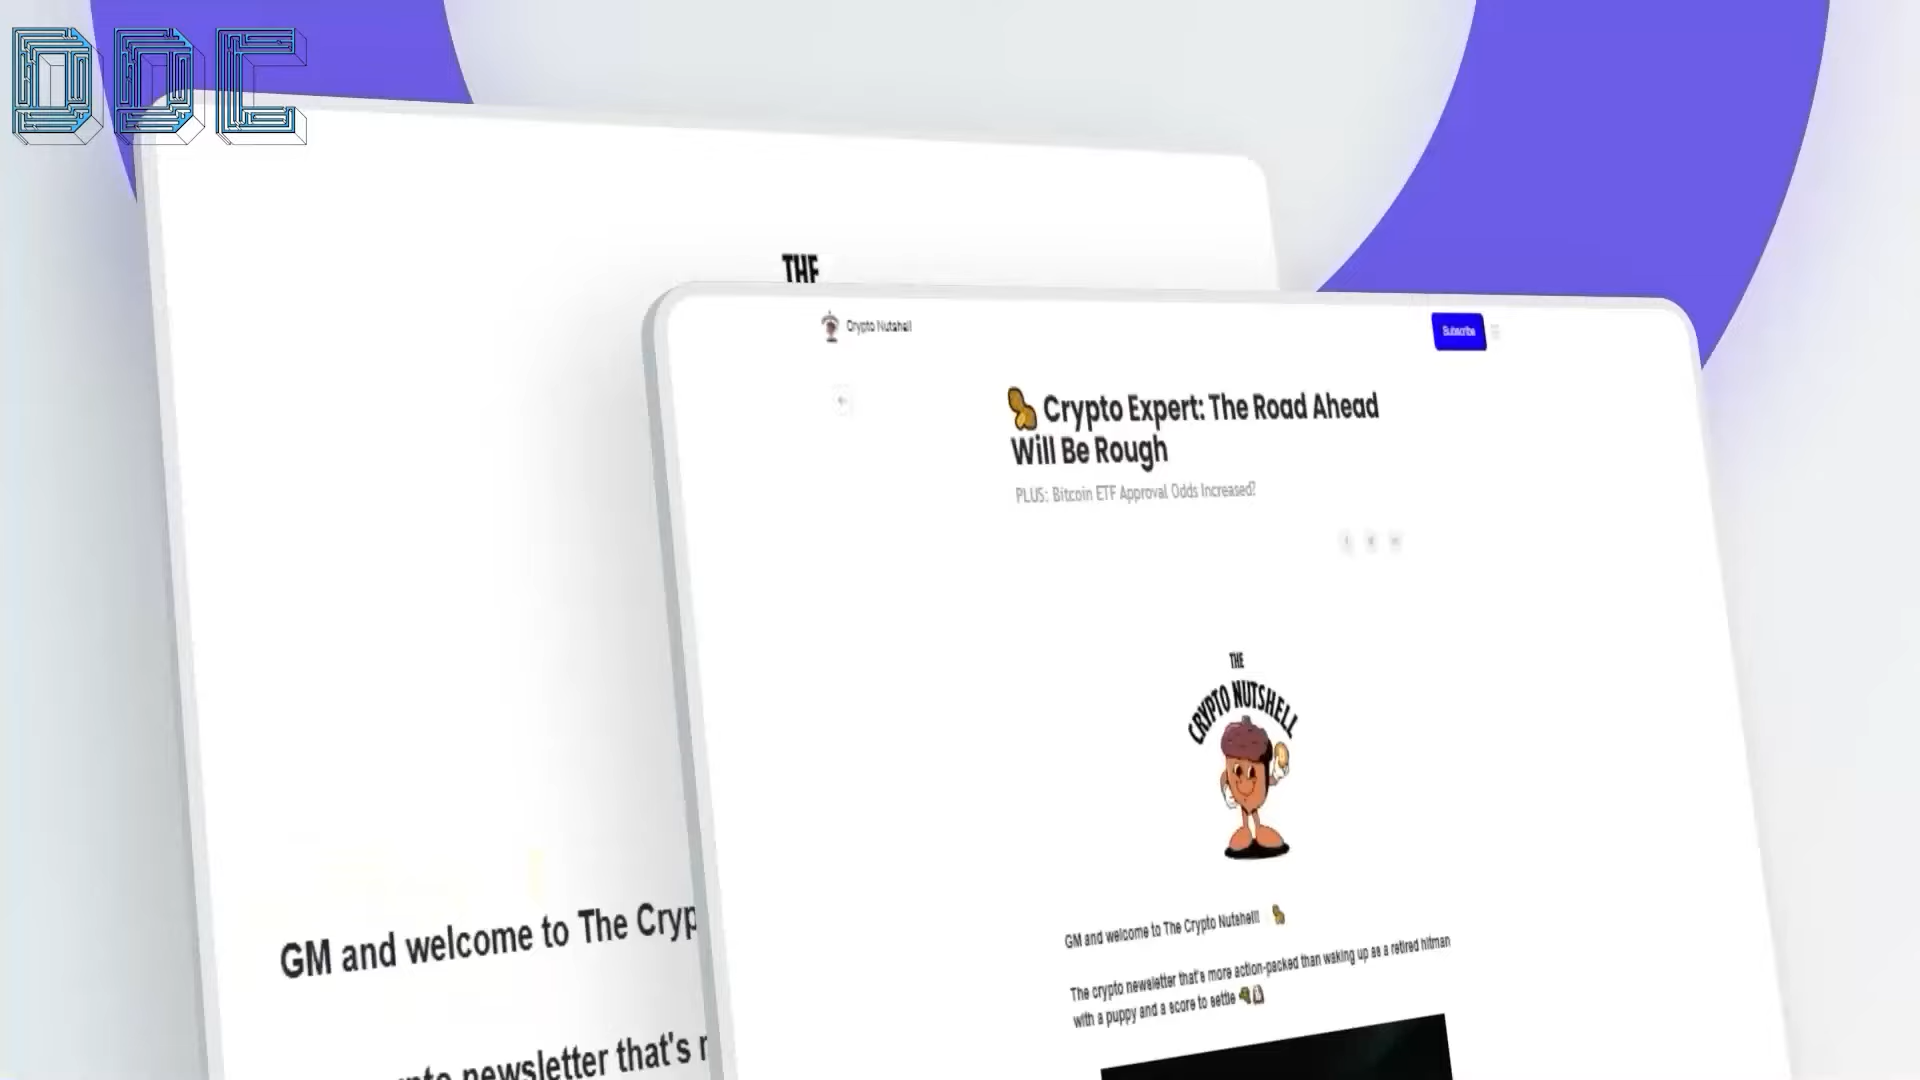 DDC
THE
Crypto Nutshell
Subscribe
Crypto Expert: The Road Ahead
Will Be Rough
PLUS: Bitcoin ETF Approval Odds Increased?
THE
CRYPTO NUTSHELL
GM and welcome to The Crypto Nutshell!
The crypto newsletter that's more action-packed than waking up as a retired hitman
with a puppy and a score to settle
GM and welcome to The Cryp
newsletter that's